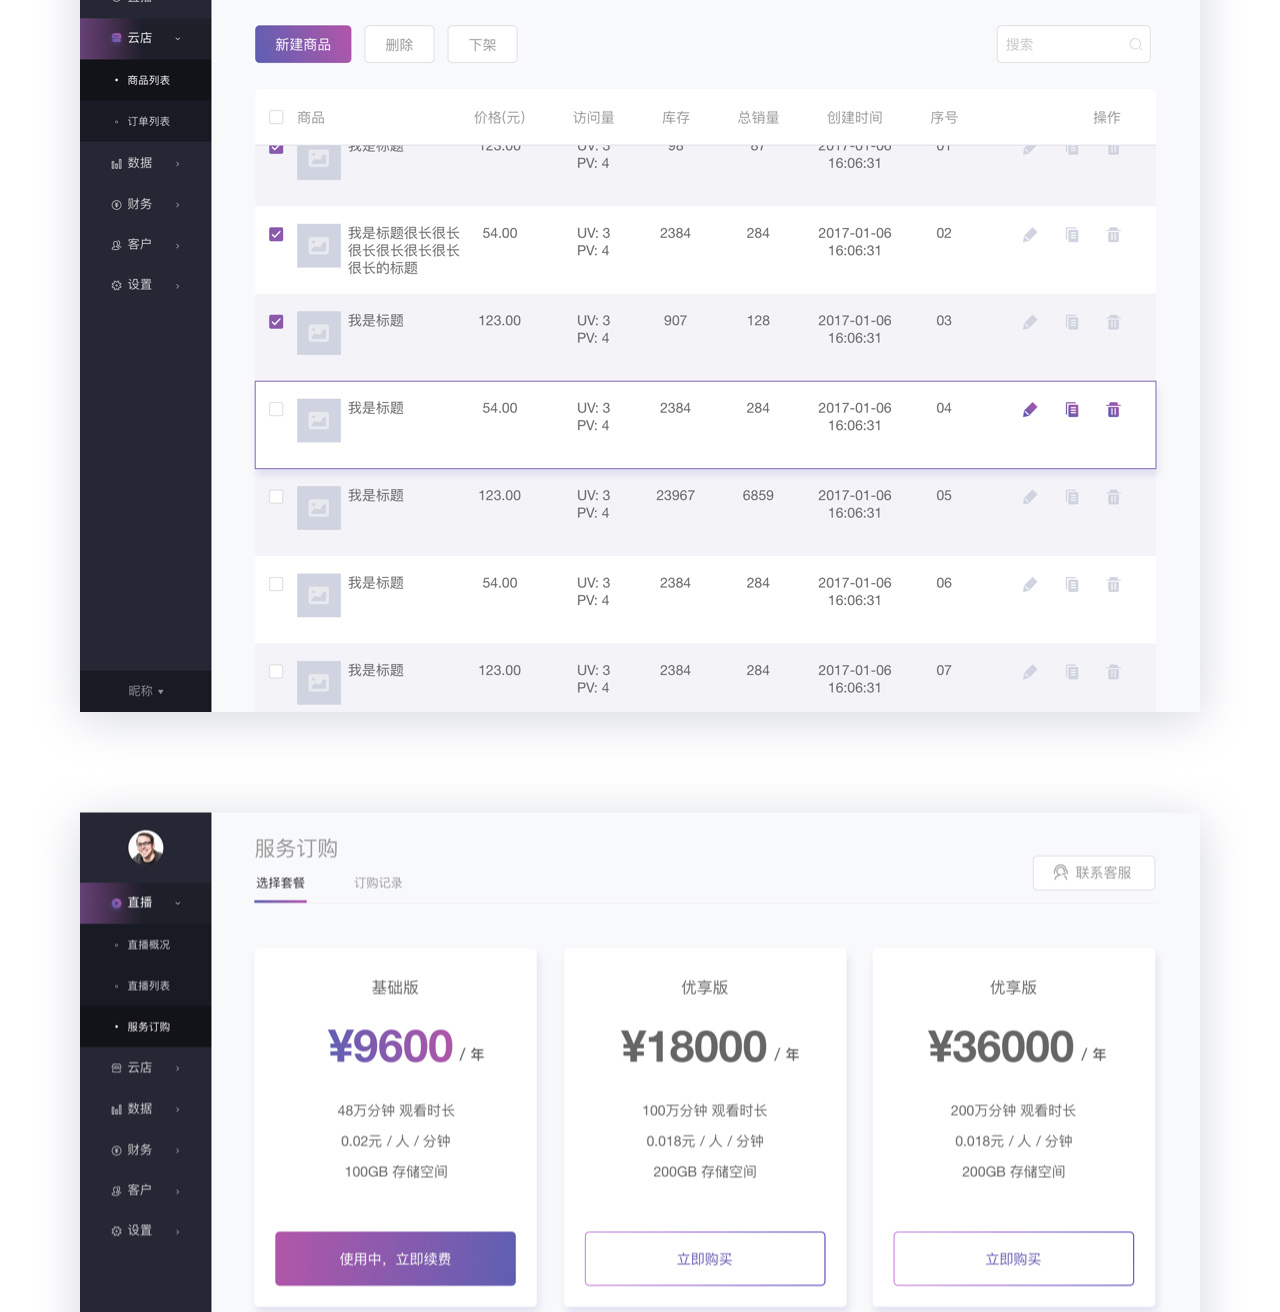 云店
商品列表
订单列表
数据
财务
客户
设置
昵称
新建商品 删除 下架 搜索
商品 价格(元) 访问量 库存 总销量 创建时间 序号 操作
PV: 4 16:06:31
我是标题很长很长 54.00 UV: 3 2384 284 2017-01-06 02
很长很长很长很长 PV: 4 16:06:31
很长的标题
我是标题 123.00 UV: 3 907 128 2017-01-06 03
PV: 4 16:06:31
我是标题 54.00 UV: 3 2384 284 2017-01-06 04
PV: 4 16:06:31
我是标题 123.00 UV: 3 23967 6859 2017-01-06 05
PV: 4 16:06:31
我是标题 54.00 UV: 3 2384 284 2017-01-06 06
PV: 4 16:06:31
我是标题 123.00 UV: 3 2384 284 2017-01-06 07
PV: 4 16:06:31
直播
直播概况
直播列表
服务订购
云店
数据
财务
客户
设置
服务订购
选择套餐 订购记录
联系客服
基础版
¥9600 / 年
48万分钟 观看时长
0.02元 / 人 / 分钟
100GB 存储空间
使用中，立即续费
优享版
¥18000 / 年
100万分钟 观看时长
0.018元 / 人 / 分钟
200GB 存储空间
立即购买
优享版
¥36000 / 年
200万分钟 观看时长
0.018元 / 人 / 分钟
200GB 存储空间
立即购买